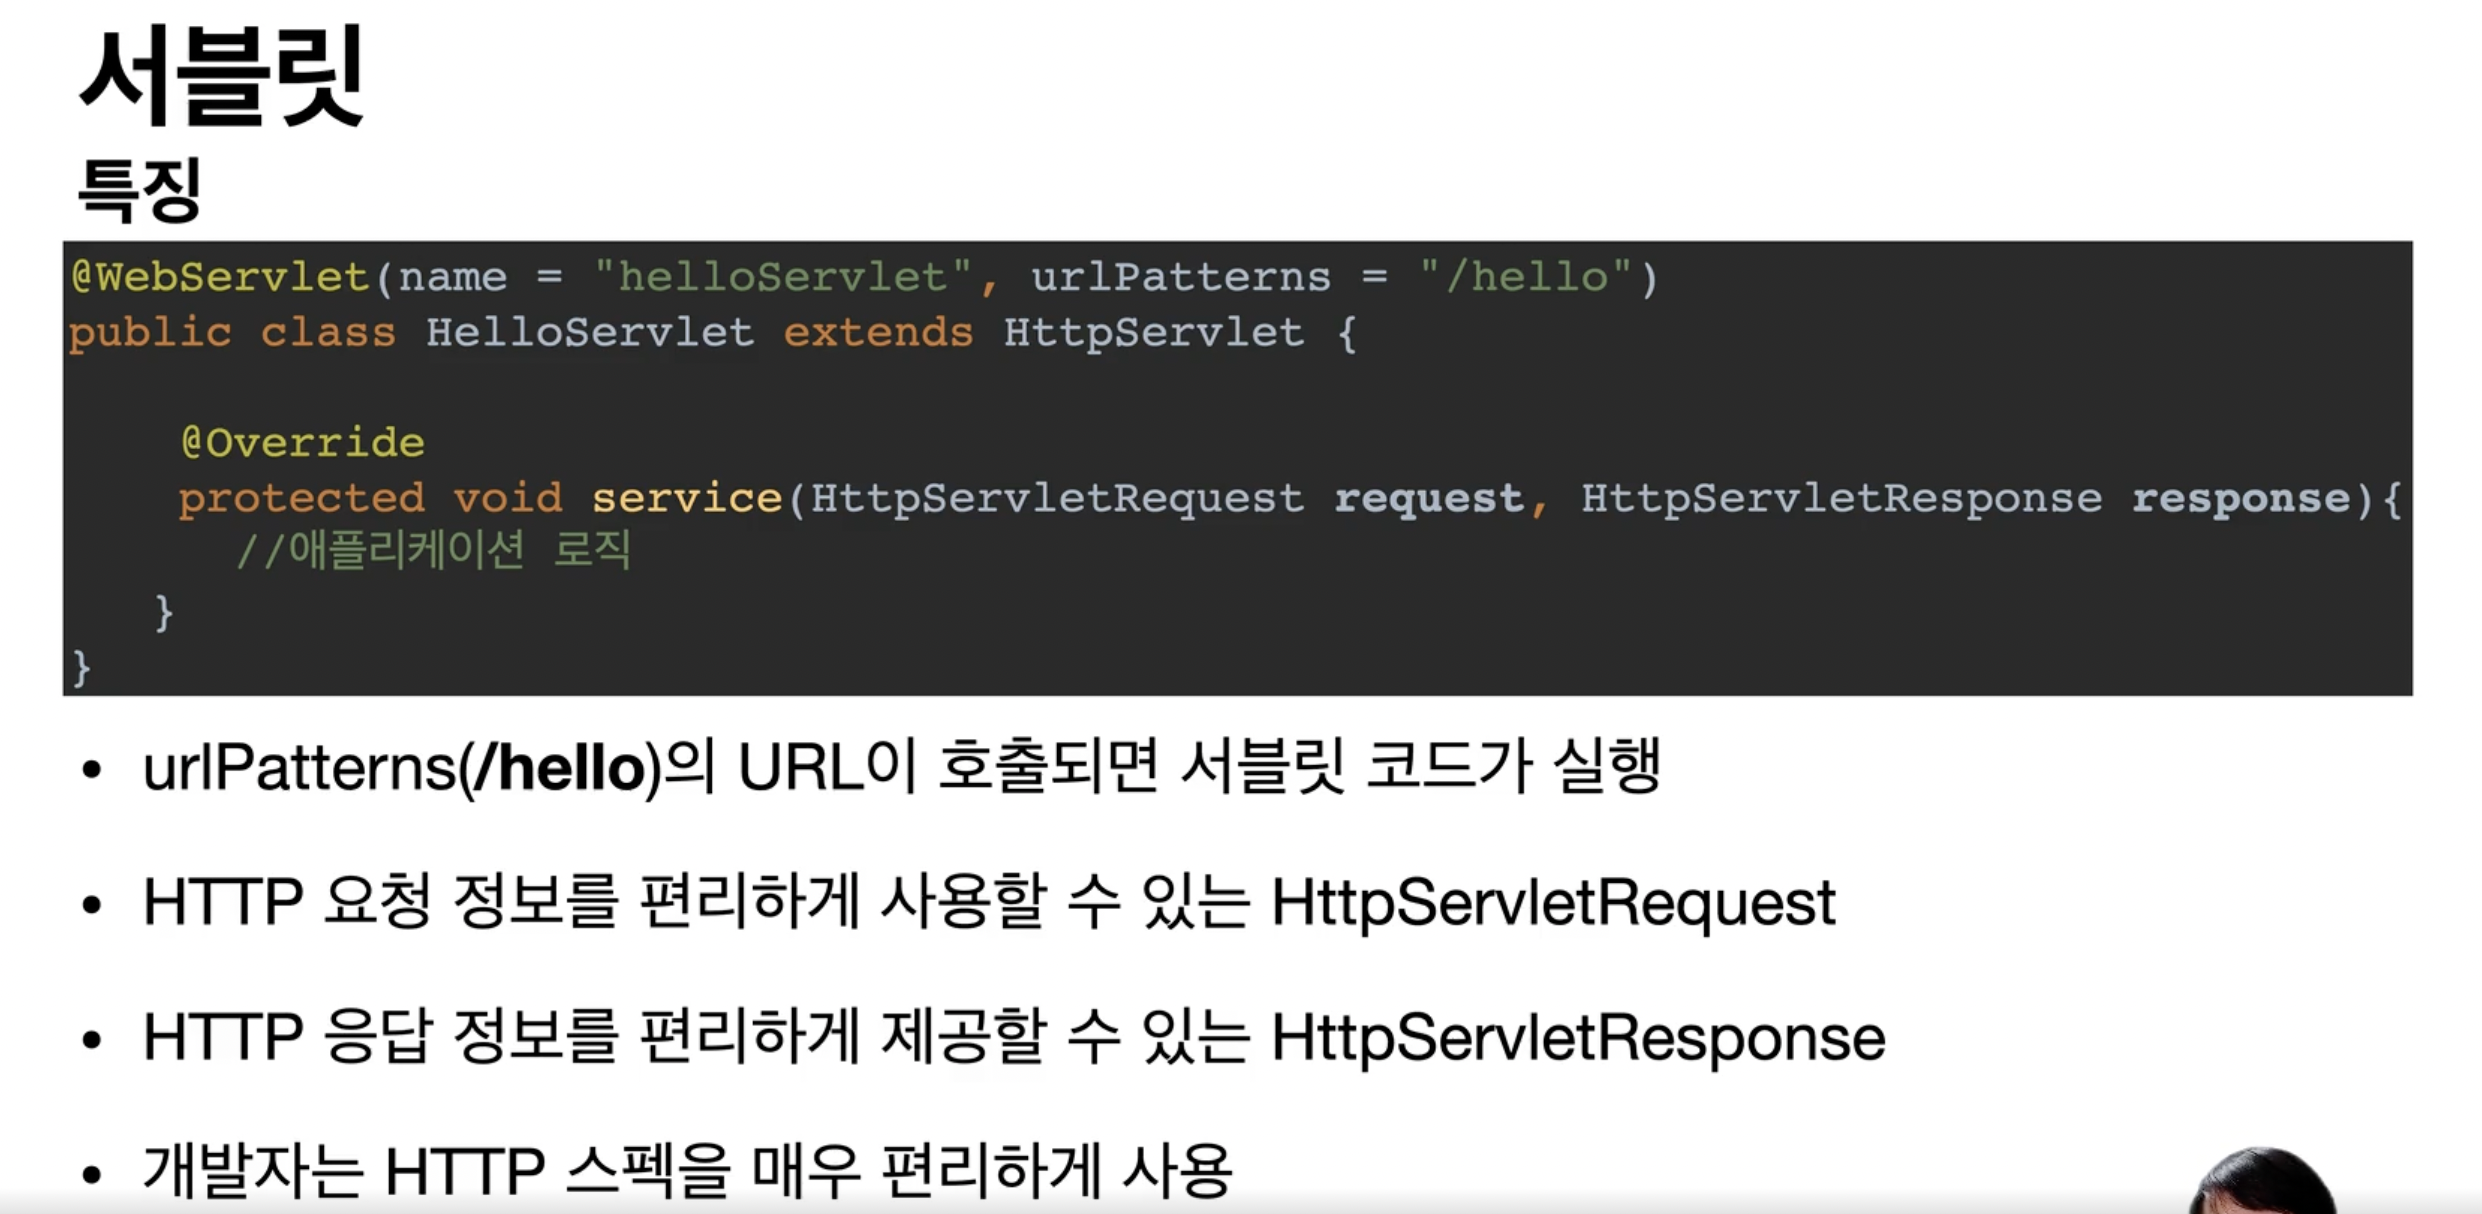 서블릿
특징
@WebServlet(name = "helloServlet", urlPatterns = "/hello")
public class HelloServlet extends HttpServlet {
@Override
protected void service(HttpServletRequest request, HttpServletResponse response){
//애플리케이션 로직
}
}
• urlPatterns(/hello)의 URL이 호출되면 서블릿 코드가 실행
• HTTP 요청 정보를 편리하게 사용할 수 있는 HttpServletRequest
• HTTP 응답 정보를 편리하게 제공할 수 있는 HttpServletResponse
• 개발자는 HTTP 스펙을 매우 편리하게 사용